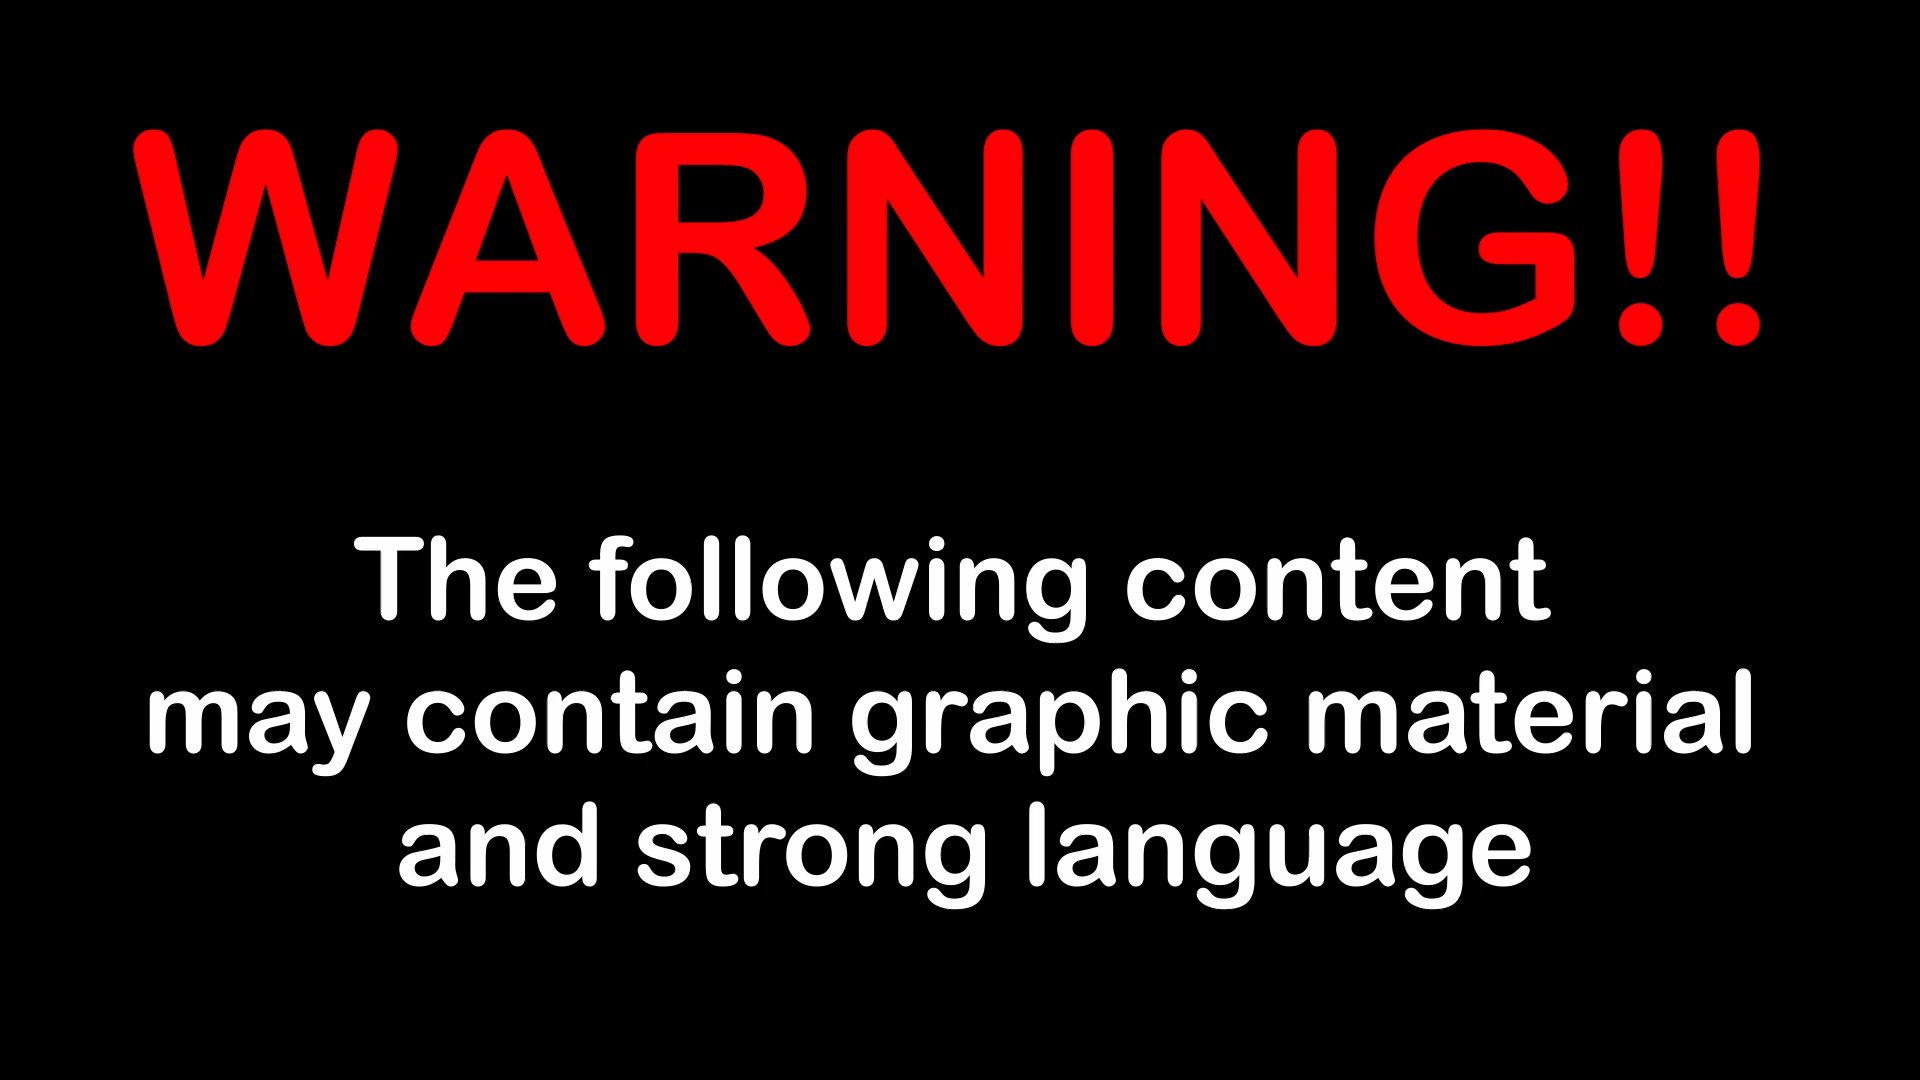 WARNING!!
The following content
may contain graphic material
and strong language